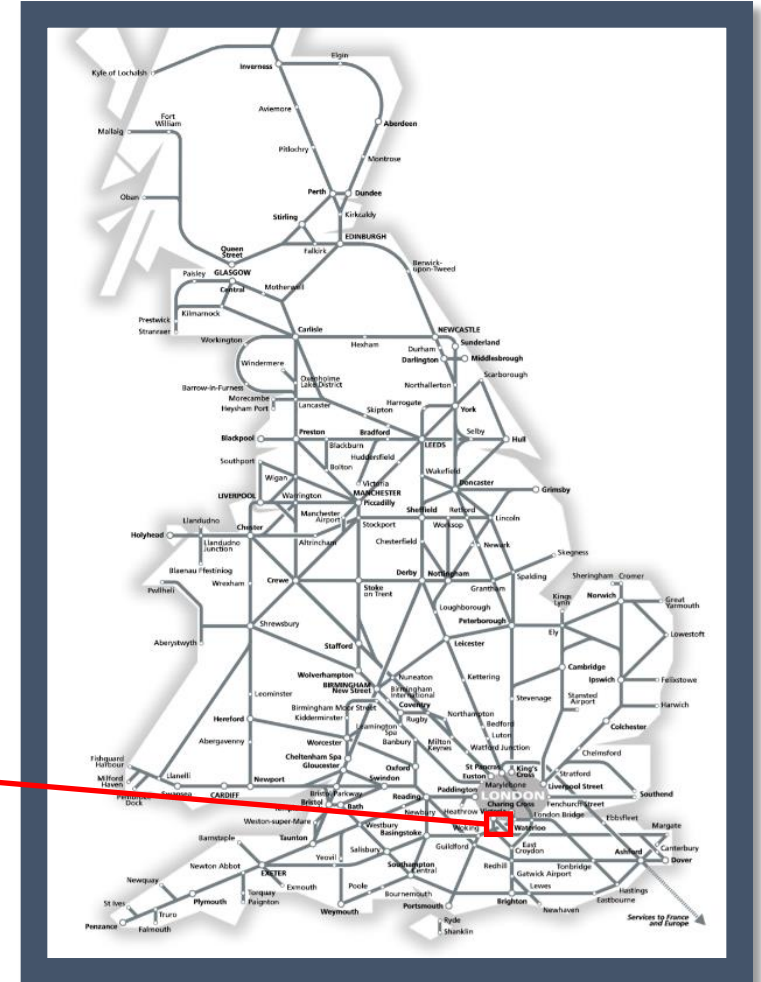 Elgin
Inverness
Kyle of Lochalsh
Aviemore
Fort
William
Mallaig
Aberdeen
Pitlochry
Montrose
Perth
Dundee
Oban
Stirling
Kirkcaldy
EDINBURGH
Queen
Street
Falkirk
Berwick-
upon-Tweed
Paisley
GLASGOW
Central
Motherwell
Prestwick
Kilmarnock
Stranraer
Carlisle
NEWCASTLE
Workington
Hexham
Durham
Sunderland
Darlington
Middlesbrough
Windermere
Scarborough
Oxenholme
Lake District
Northallerton
Barrow-in-Furness
Morecambe
Heysham Port
Lancaster
Harrogate
Skipton
York
Blackpool
Preston
Bradford
Selby
Hull
Blackburn
LEEDS
Huddersfield
Southport
Bolton
Wakefield
Wigan
Victoria
MANCHESTER
Piccadilly
Doncaster
Grimsby
LIVERPOOL
Warrington
Manchester
Airport
Sheffield
Retford
Llandudno
Stockport
Worksop
Lincoln
Holyhead
Chester
Llandudno
Junction
Altrincham
Chesterfield
Newark
Skegness
Blaenau Ffestiniog
Pwllheli
Wrexham
Crewe
Stoke
on Trent
Derby
Nottingham
Grantham
Spalding
Sheringham
Cromer
Kings
Lynn
Norwich
Great
Yarmouth
Loughborough
Peterborough
Ely
Lowestoft
Aberystwyth
Shrewsbury
Stafford
Leicester
Cambridge
Wolverhampton
BIRMINGHAM
New Street
Nuneaton
Kettering
Ipswich
Felixstowe
Birmingham
International
Stevenage
Stansted
Airport
Leominster
Birmingham Moor Street
Coventry
Harwich
Kidderminster
Rugby
Northampton
Hereford
Leamington
Spa
Bedford
Colchester
Abergavenny
Worcester
Banbury
Milton
Keynes
Luton
Watford Junction
Chelmsford
Cheltenham Spa
Gloucester
Oxford
St Pancras
Euston
King's
Cross
Stratford
Fishguard
Harbour
Milford
Haven
Llanelli
Newport
Swindon
Marylebone
Liverpool Street
Dock
Swansea
CARDIFF
Bristol Parkway
Reading
Paddington
LONDON
Southend
Bristol
Bath
Newbury
Heathrow
Victoria
Charing Cross
Fenchurch Street
London Bridge
Ebbsfleet
Weston-super-Mare
Westbury
Basingstoke
Woking
Waterloo
Margate
Barnstaple
Taunton
Salisbury
Guildford
East
Croydon
Canterbury
Ashford
Dover
Yeovil
Southampton
Central
Redhill
Tonbridge
Gatwick Airport
Newton Abbot
EXETER
Newquay
Exmouth
Poole
Bournemouth
Lewes
Hastings
Eastbourne
St Ives
Plymouth
Torquay
Paignton
Weymouth
Portsmouth
Brighton
Newhaven
Truro
Falmouth
Penzance
Ryde
Shanklin
Services to France
and Europe